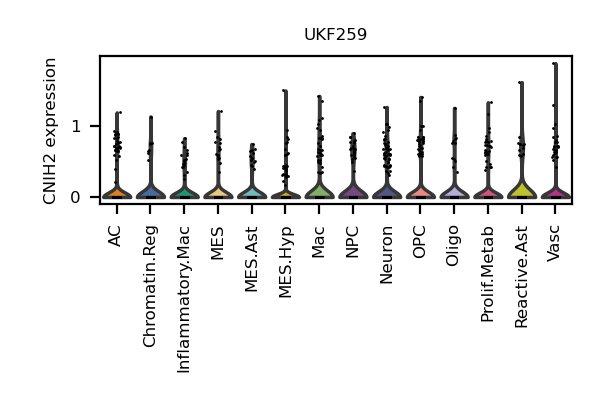 UKF259
CNIH2 expression
1
0
AC
Chromatin.Reg
Inflammatory.Mac
MES
MES.Ast
MES.Hyp
Mac
NPC
Neuron
OPC
Oligo
Prolif.Metab
Reactive.Ast
Vasc